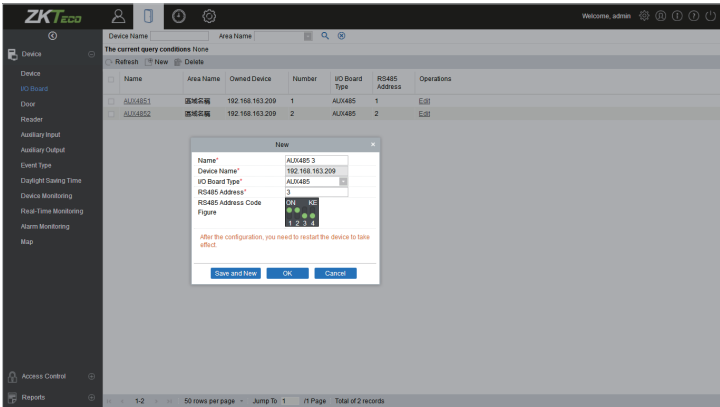 ZKTECO
Welcome, admin
Device
Device
I/O Board
Door
Reader
Auxiliary Input
Auxiliary Output
Event Type
Daylight Saving Time
Device Monitoring
Real-Time Monitoring
Alarm Monitoring
Map
Access Control
Reports
Device Name Area Name
The current query conditions None
Refresh New Delete
Name Area Name Owned Device Number I/O Board Type RS485 Address Operations
AUX4851 區域名稱 192.168.163.209 1 AUX485 1 Edit
AUX4852 區域名稱 192.168.163.209 2 AUX485 2 Edit
New
Name* AUX485 3
Device Name* 192.168.163.209
I/O Board Type* AUX485
RS485 Address* 3
RS485 Address Code
Figure
ON KE
1 2 3 4
After the configuration, you need to restart the device to take
effect.
Save and New OK Cancel
1-2 50 rows per page Jump To 1 /1 Page Total of 2 records